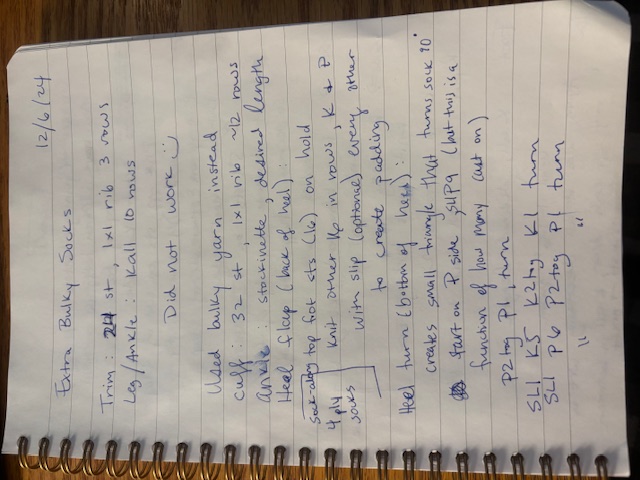 12/6/24
Extra Bulky Socks
Trim : 24 st , 1x1 rib 3 rows
Leg/Ankle : Kall 10 rows
Did not work :)
Used bulky yarn instead
Cuff : 32 st , 1x1 rib ~12 rows
ankle : stockinette , desired length
Heel flap (back of heel) :
sock-along top fot sts (16) on hold
4 ply knit other 16 in rows, K & P
socks with slip (optional) every other
to create padding
Heel turn (bottom of heel) :
creates small triangle that turns sock 90°
start on P side , SL1 P9 (but this is a
function of how many cast on)
P2tog P1 , turn
SL1 K5 K2tog K1 turn
SL1 P6 P2tog P1 turn
" "